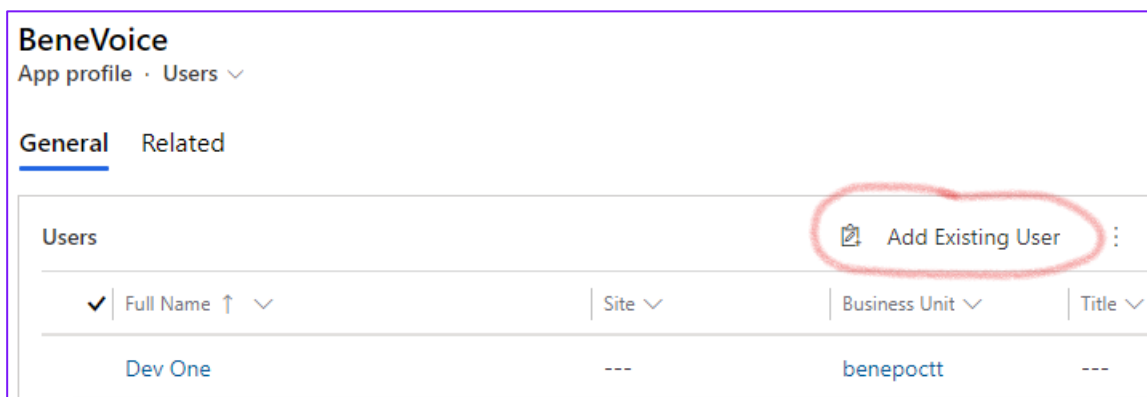 BeneVoice
App profile · Users
General Related
Users Add Existing User
Full Name ↑ Site Business Unit Title
Dev One --- benepoctt ---